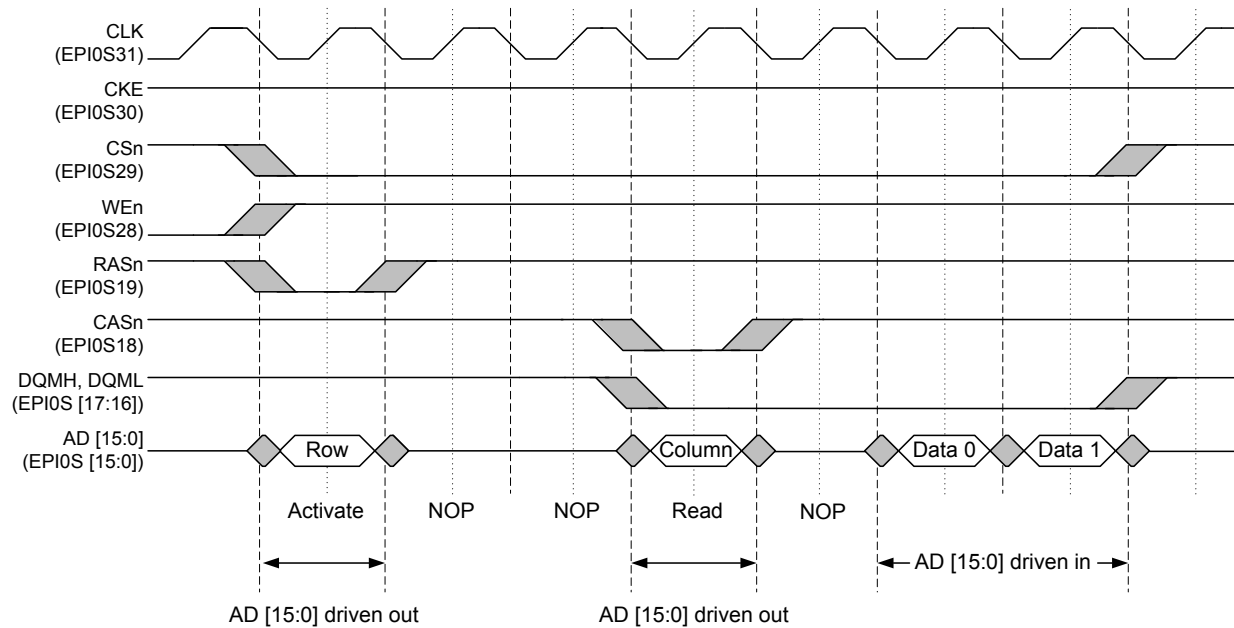 CLK
(EPI0S31)
CKE
(EPI0S30)
CSn
(EPI0S29)
WEn
(EPI0S28)
RASn
(EPI0S19)
CASn
(EPI0S18)
DQMH, DQML
(EPI0S [17:16])
AD [15:0]
(EPI0S [15:0])
Row
Column
Data 0
Data 1
Activate
NOP
NOP
Read
NOP
AD [15:0] driven in
AD [15:0] driven out
AD [15:0] driven out